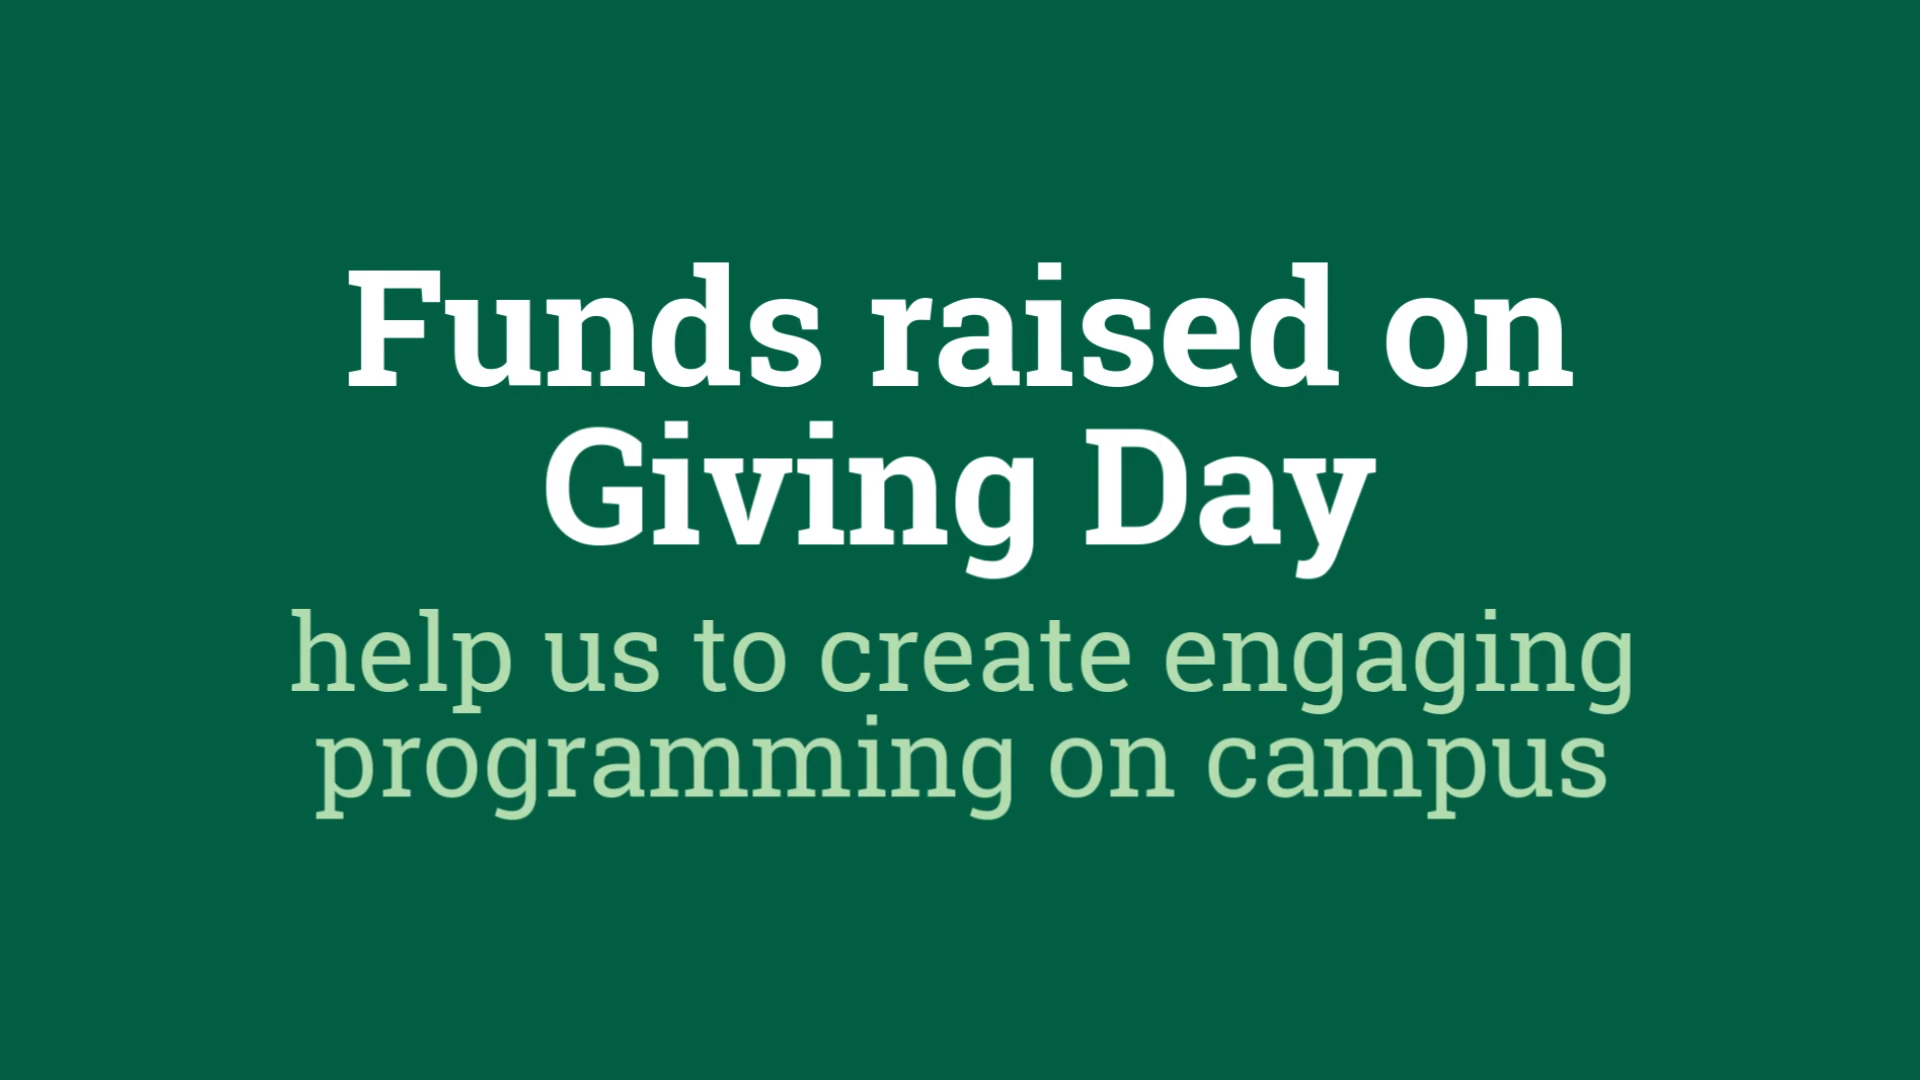 Funds raised on
Giving Day
help us to create engaging
programming on campus